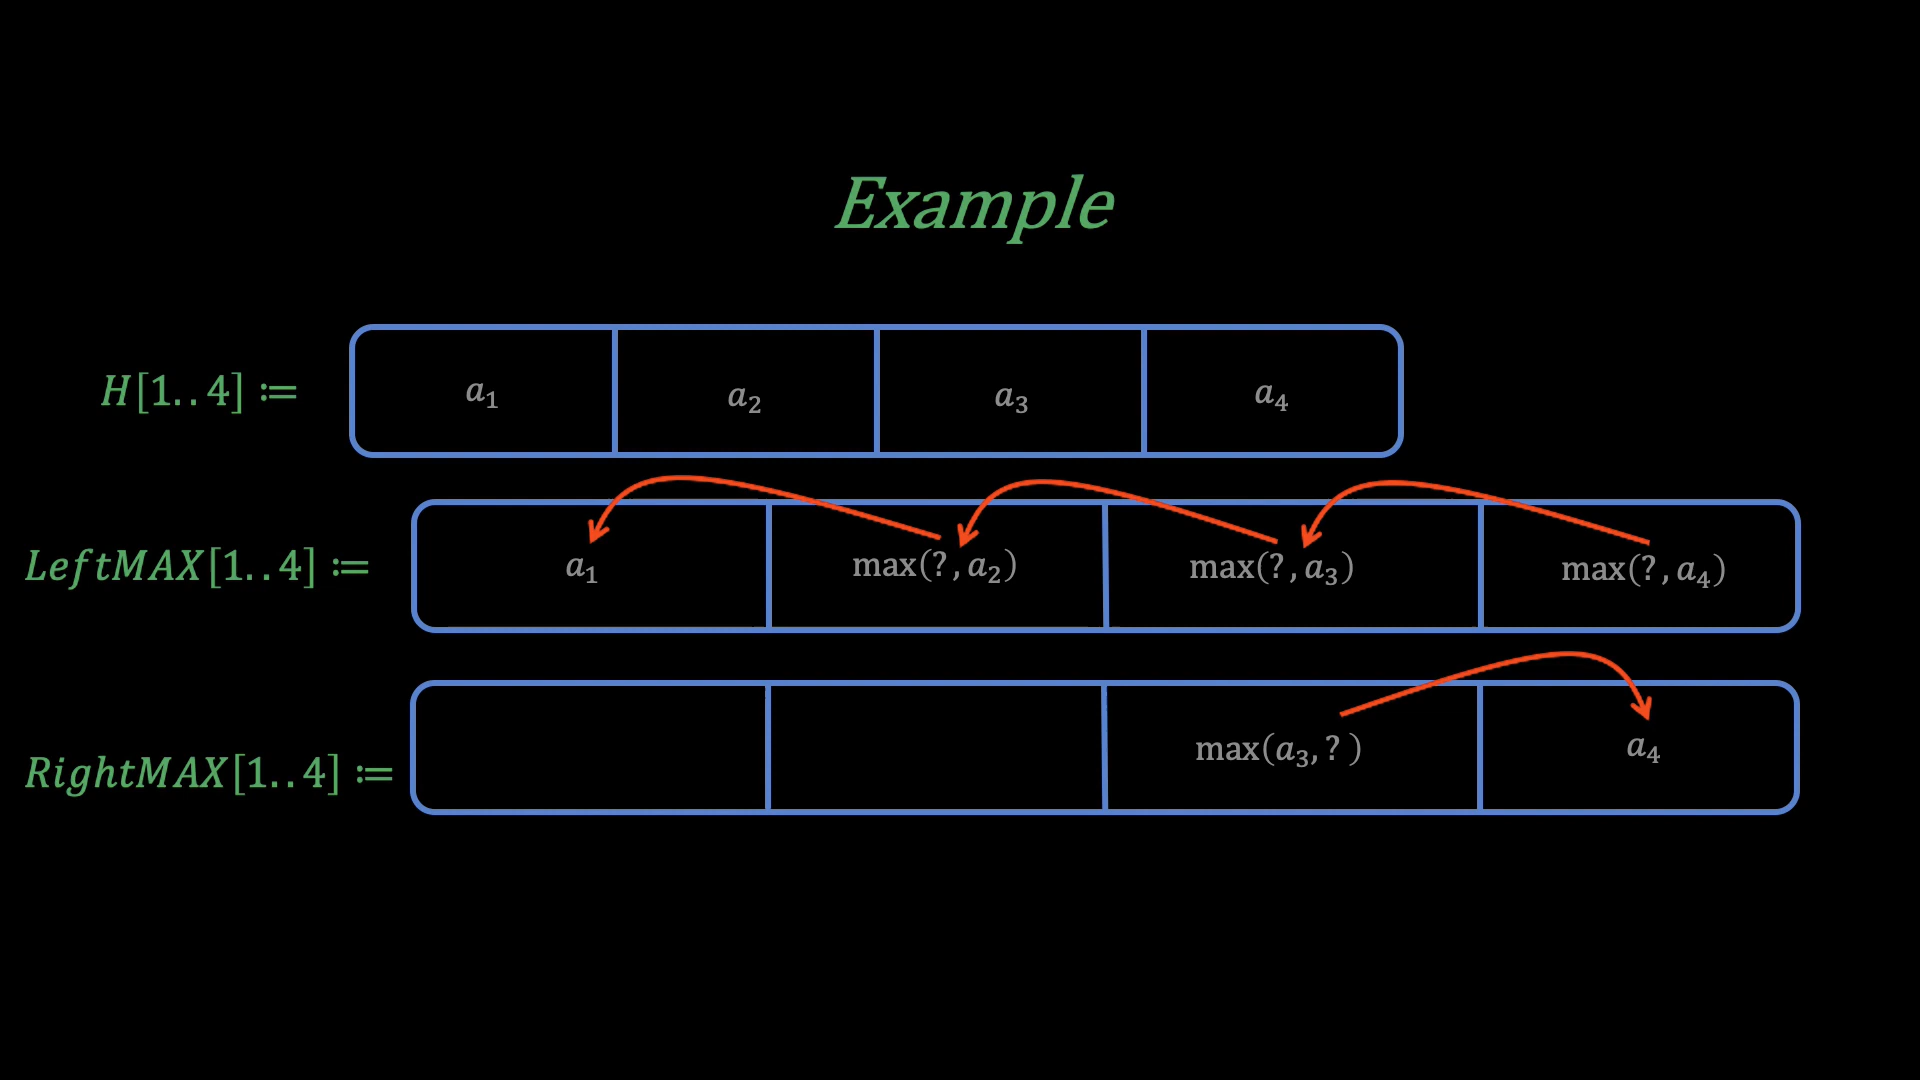 Example
H[1..4] := a₁ a₂ a₃ a₄
LeftMAX[1..4] := a₁ max(?,a₂) max(?,a₃) max(?,a₄)
RightMAX[1..4] := max(a₃,?) a₄